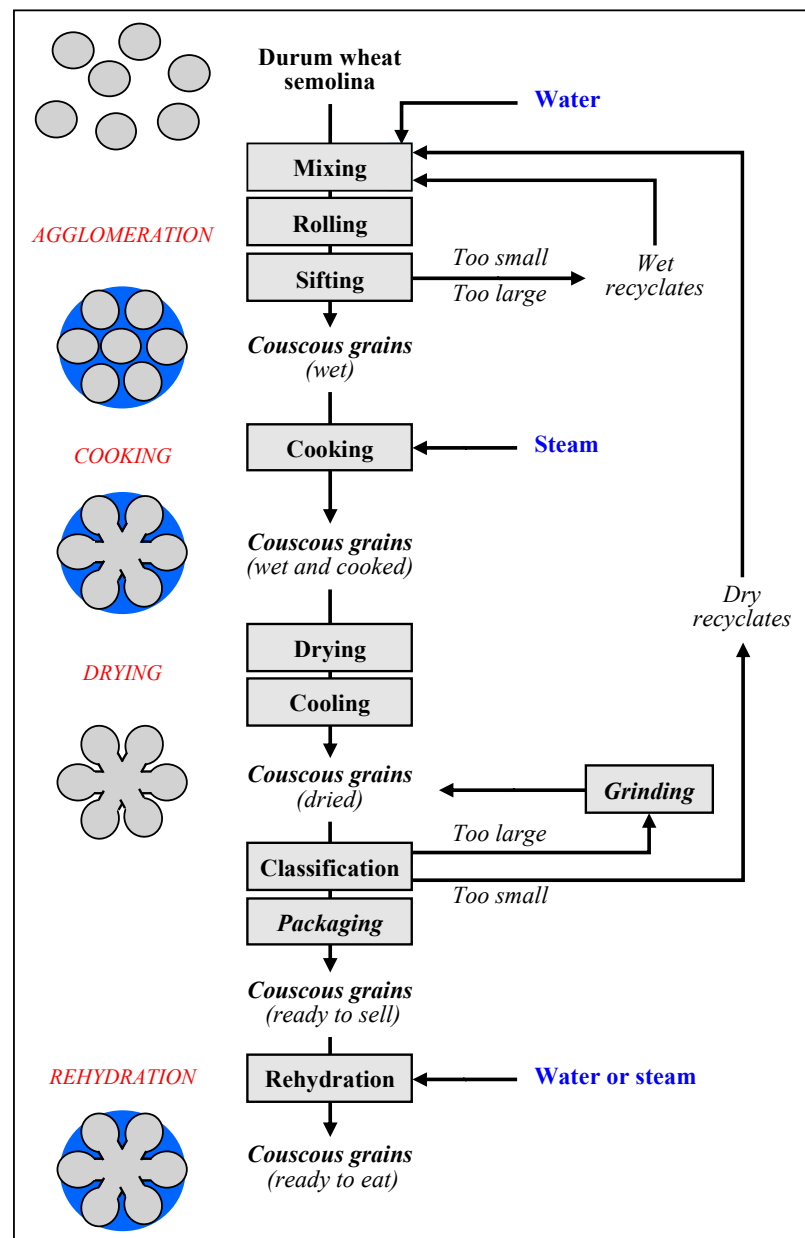 Durum wheat
semolina
Water
Mixing
Rolling
AGGLOMERATION
Too small
Sifting
Too large
Wet
recyclates
Couscous grains
(wet)
COOKING
Cooking
Steam
Couscous grains
(wet and cooked)
Dry
recyclates
DRYING
Drying
Cooling
Couscous grains
(dried)
Grinding
Too large
Classification
Too small
Packaging
Couscous grains
(ready to sell)
REHYDRATION
Rehydration
Water or steam
Couscous grains
(ready to eat)